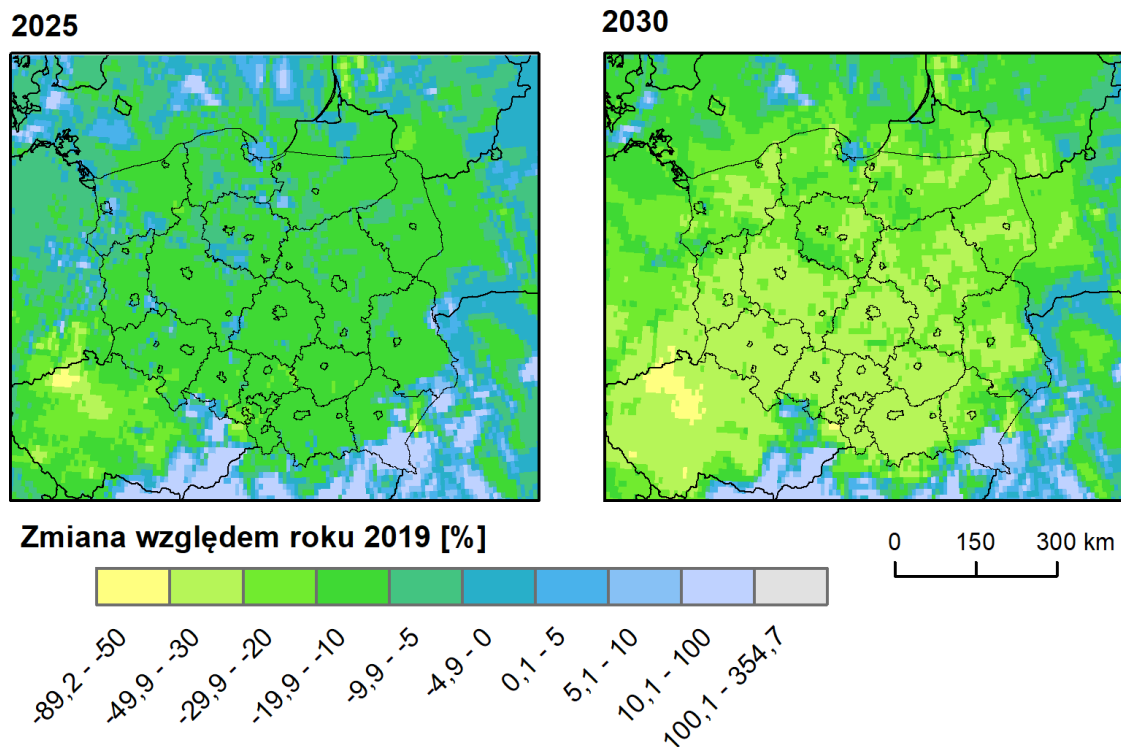 2025
2030
Zmiana względem roku 2019 [%]
0 150 300 km
-89,2 - -50
-49,9 - -30
-29,9 - -20
-19,9 - -10
-9,9 - -5
-4,9 - 0
0,1 - 5
5,1 - 10
10,1 - 100
100,1 - 354,7